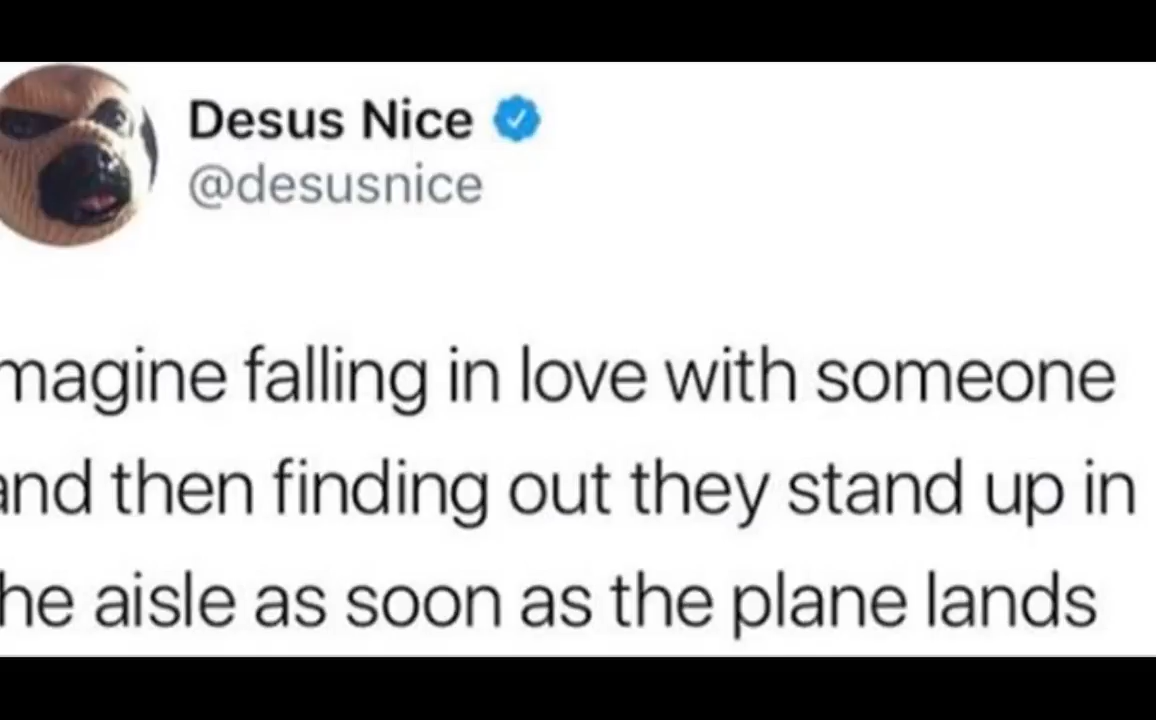 Desus Nice
@desusnice
magine falling in love with someone
and then finding out they stand up in
he aisle as soon as the plane lands